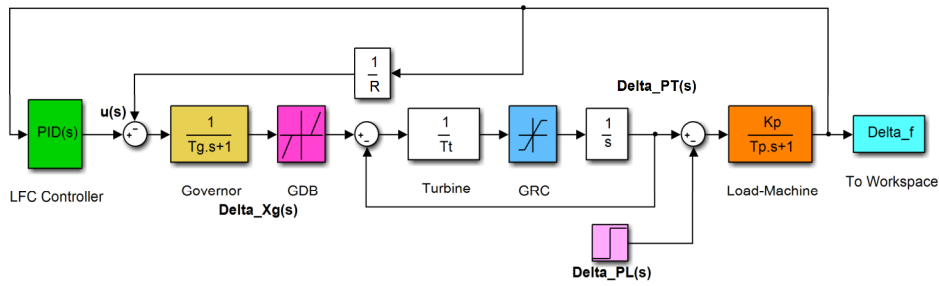 1
R
Delta_PT(s)
u(s)
PID(s)
+
-
1
Tg.s+1
+
-
1
Tt
1
s
+
-
Kp
Tp.s+1
Delta_f
LFC Controller
Governor
GDB
Turbine
GRC
Load-Machine
To Workspace
Delta_Xg(s)
Delta_PL(s)